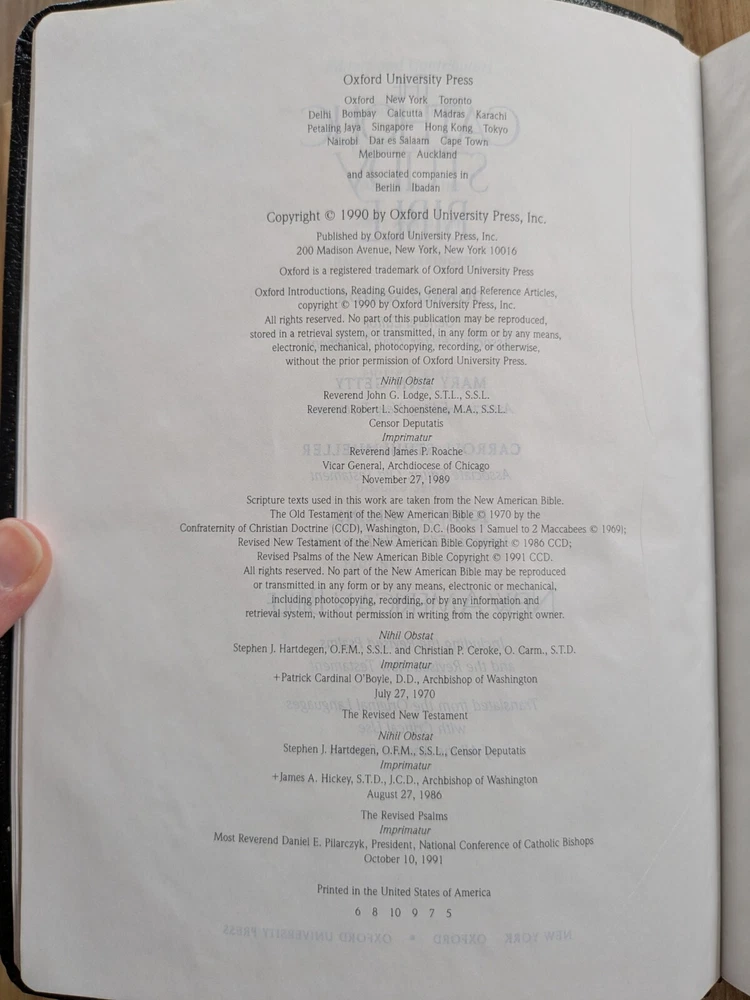 Oxford University Press
Oxford New York Toronto
Delhi Bombay Calcutta Madras Karachi
Petaling Jaya Singapore Hong Kong Tokyo
Nairobi Dar es Salaam Cape Town
Melbourne Auckland
and associated companies in
Berlin Ibadan
Copyright © 1990 by Oxford University Press, Inc.
Published by Oxford University Press, Inc.
200 Madison Avenue, New York, New York 10016
Oxford is a registered trademark of Oxford University Press
Oxford Introductions, Reading Guides, General and Reference Articles,
copyright © 1990 by Oxford University Press, Inc.
All rights reserved. No part of this publication may be reproduced,
stored in a retrieval system, or transmitted, in any form or by any means,
electronic, mechanical, photocopying, recording, or otherwise,
without the prior permission of Oxford University Press.
Nihil Obstat
Reverend John G. Lodge, S.T.L., S.S.L.
Reverend Robert L. Schoenstene, M.A., S.S.L.
Censor Deputatis
Imprimatur
Reverend James P. Roache
Vicar General, Archdiocese of Chicago
November 27, 1989
Scripture texts used in this work are taken from the New American Bible.
The Old Testament of the New American Bible © 1970 by the
Confraternity of Christian Doctrine (CCD), Washington, D.C. (Books 1 Samuel to 2 Maccabees © 1969);
Revised New Testament of the New American Bible Copyright © 1986 CCD;
Revised Psalms of the New American Bible Copyright © 1991 CCD.
All rights reserved. No part of the New American Bible may be reproduced
or transmitted in any form or by any means, electronic or mechanical,
including photocopying, recording, or by any information and
retrieval system, without permission in writing from the copyright owner.
Nihil Obstat
Stephen J. Hartdegen, O.F.M., S.S.L. and Christian P. Ceroke, O. Carm., S.T.D.
Imprimatur
+Patrick Cardinal O'Boyle, D.D., Archbishop of Washington
July 27, 1970
The Revised New Testament
Nihil Obstat
Stephen J. Hartdegen, O.F.M., S.S.L., Censor Deputatis
Imprimatur
+James A. Hickey, S.T.D., J.C.D., Archbishop of Washington
August 27, 1986
The Revised Psalms
Imprimatur
Most Reverend Daniel E. Pilarczyk, President, National Conference of Catholic Bishops
October 10, 1991
Printed in the United States of America
6 8 10 9 7 5